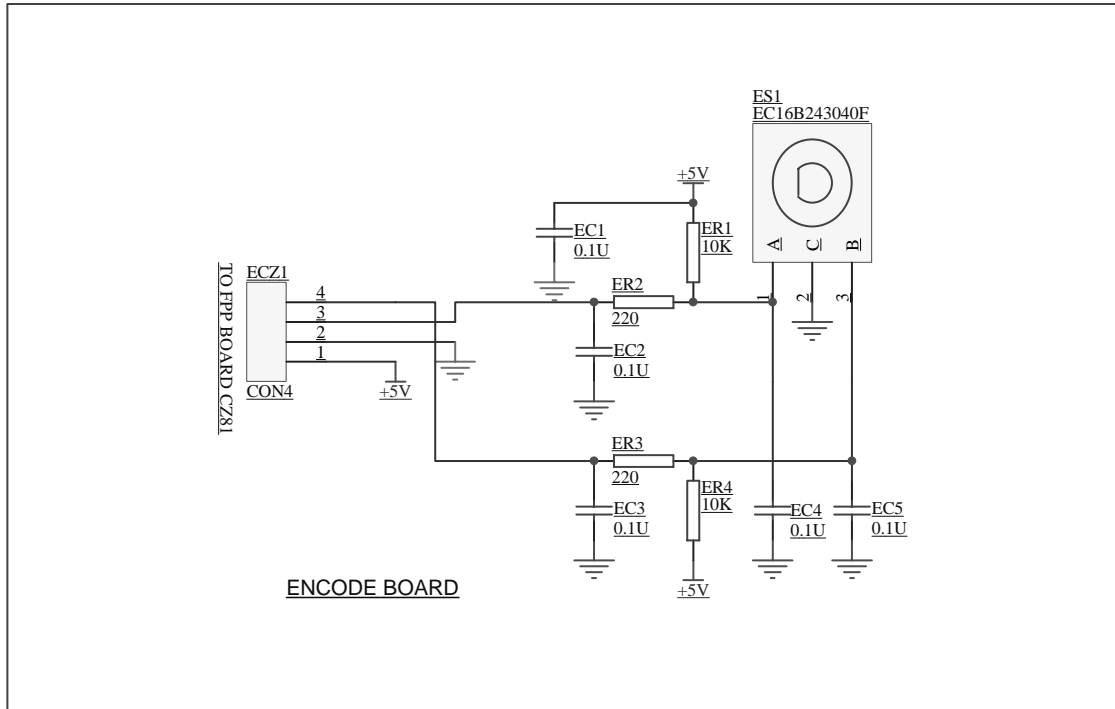 ES1
EC16B243040F
A
C
B
1
2
3
+5V
EC1
0.1U
ER1
10K
ER2
220
EC2
0.1U
TO FPP BOARD CZ81
ECZ1
4
3
2
1
CON4
+5V
ER3
220
EC3
0.1U
ER4
10K
+5V
EC4
0.1U
EC5
0.1U
ENCODE BOARD